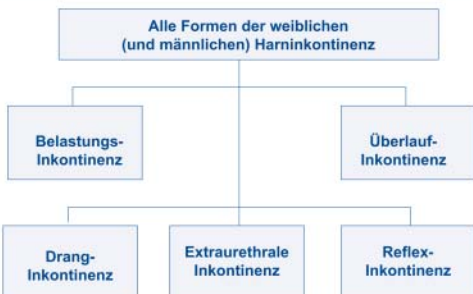 Alle Formen der weiblichen
(und männlichen) Harninkontinenz
Belastungs-
Inkontinenz
Überlauf-
Inkontinenz
Drang-
Inkontinenz
Extraurethrale
Inkontinenz
Reflex-
Inkontinenz